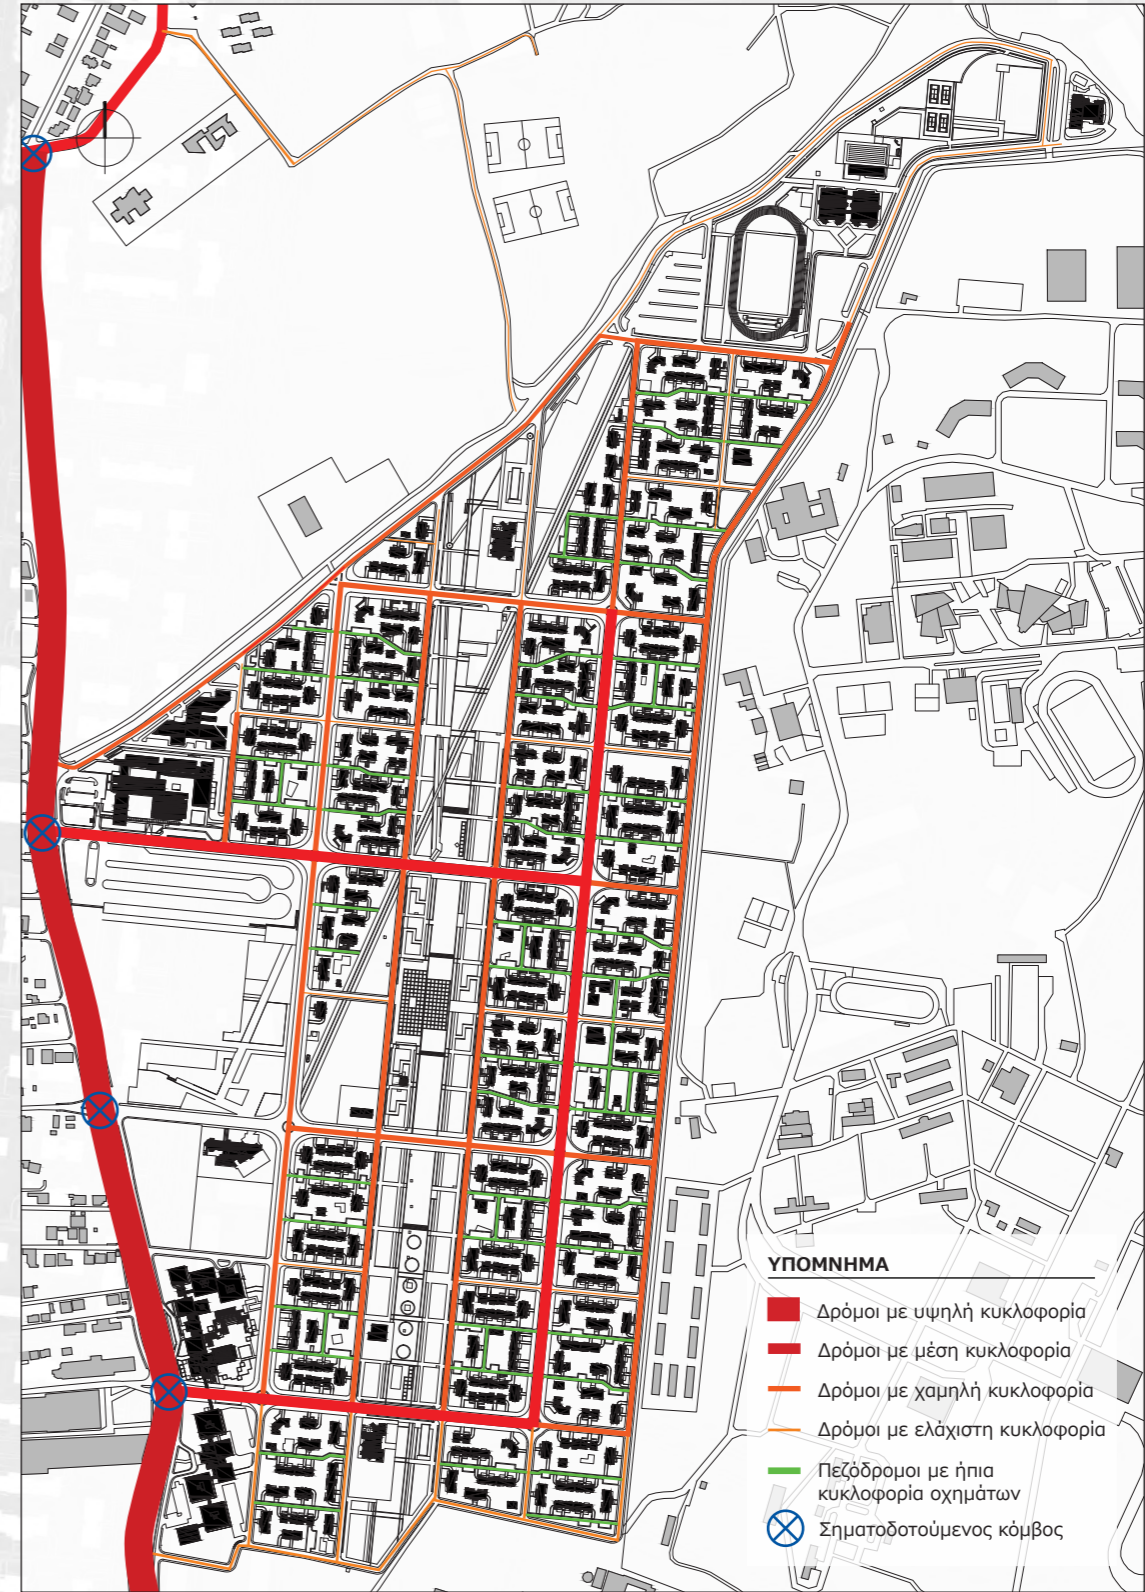 ΥΠΟΜΝΗΜΑ
Δρόμοι με υψηλή κυκλοφορία
Δρόμοι με μέση κυκλοφορία
Δρόμοι με χαμηλή κυκλοφορία
Δρόμοι με ελάχιστη κυκλοφορία
Πεζόδρομοι με ήπια
κυκλοφορία οχημάτων
Σηματοδοτούμενος κόμβος